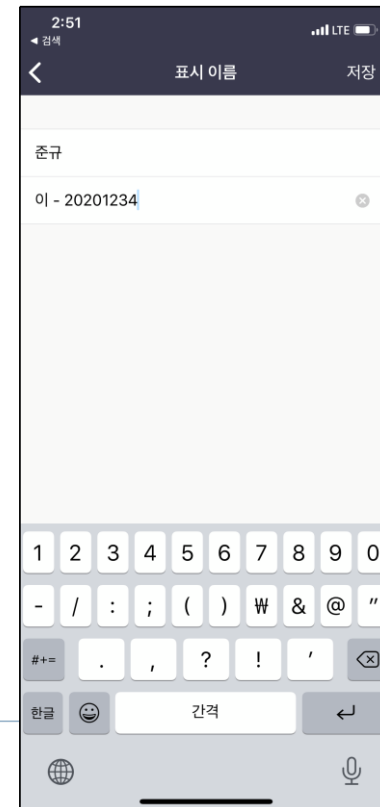 2:51
LTE
◀ 검색
표시 이름
저장
준규
이 - 20201234
1 2 3 4 5 6 7 8 9 0
- / : ; ( ) ₩ & @ "
#+= . , ? ! '
한글 간격